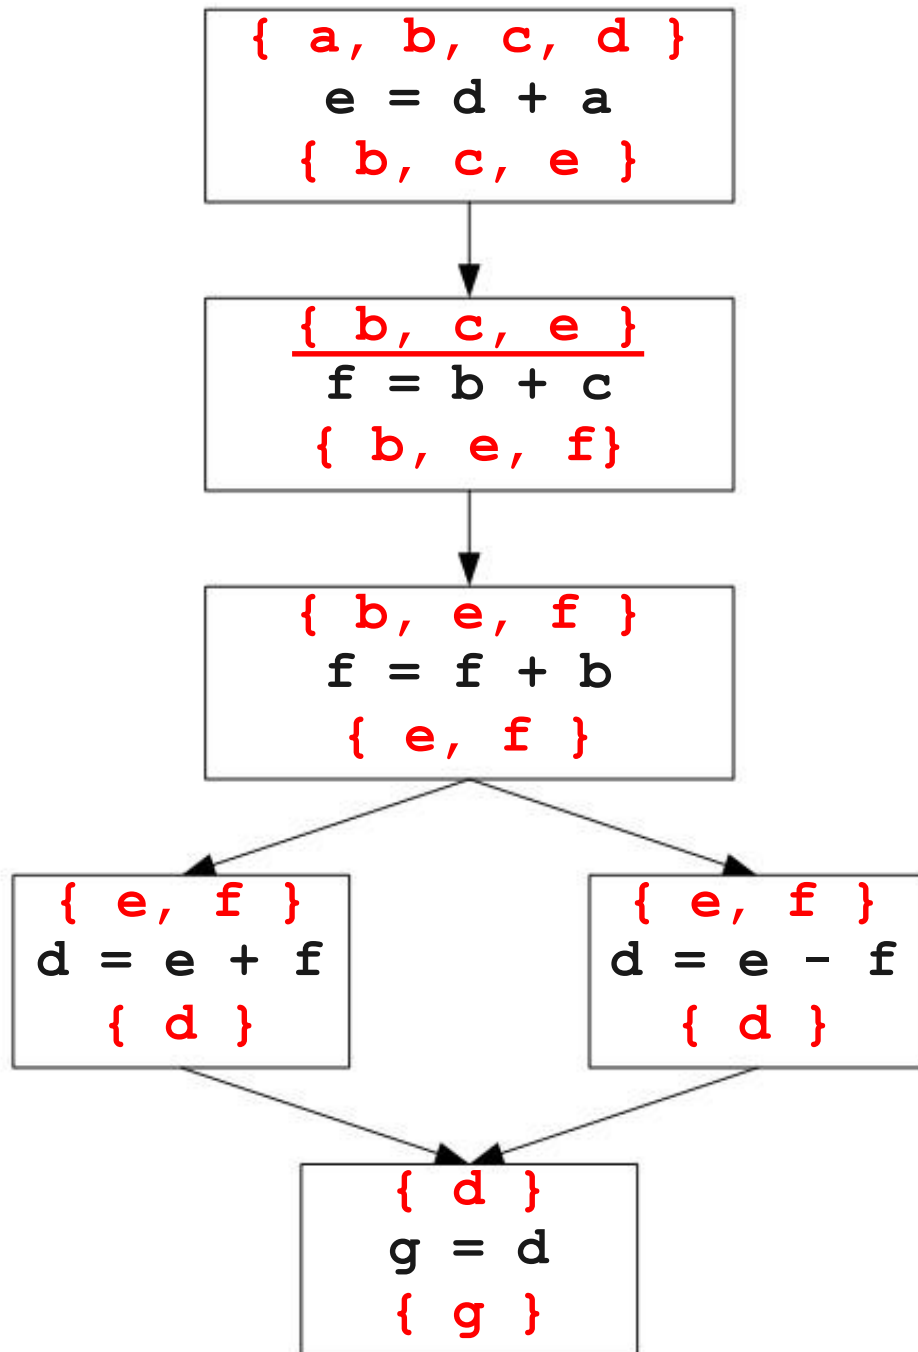 { a, b, c, d }
e = d + a
{ b, c, e }
{ b, c, e }
f = b + c
{ b, e, f}
{ b, e, f }
f = f + b
{ e, f }
{ e, f }
d = e + f
{ d }
{ e, f }
d = e - f
{ d }
{ d }
g = d
{ g }